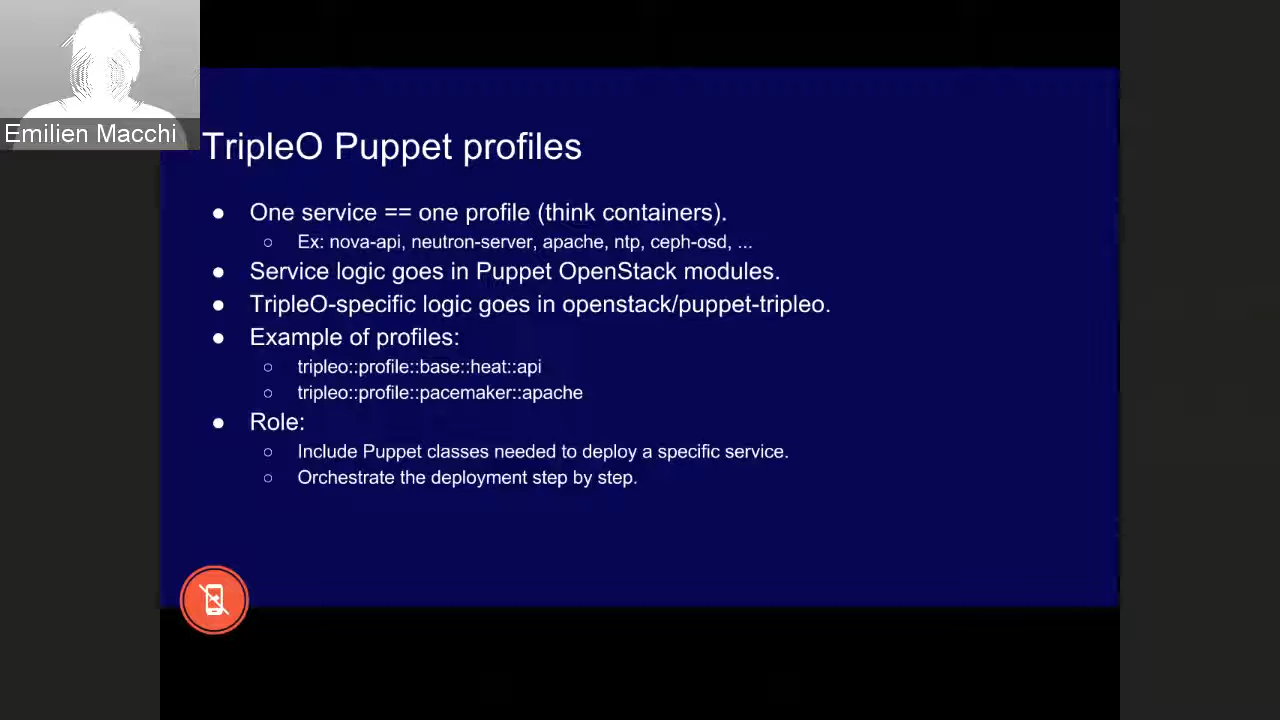 Emilien Macchi
TripleO Puppet profiles
● One service == one profile (think containers).
○ Ex: nova-api, neutron-server, apache, ntp, ceph-osd, ...
● Service logic goes in Puppet OpenStack modules.
● TripleO-specific logic goes in openstack/puppet-tripleo.
● Example of profiles:
○ tripleo::profile::base::heat::api
○ tripleo::profile::pacemaker::apache
● Role:
○ Include Puppet classes needed to deploy a specific service.
○ Orchestrate the deployment step by step.